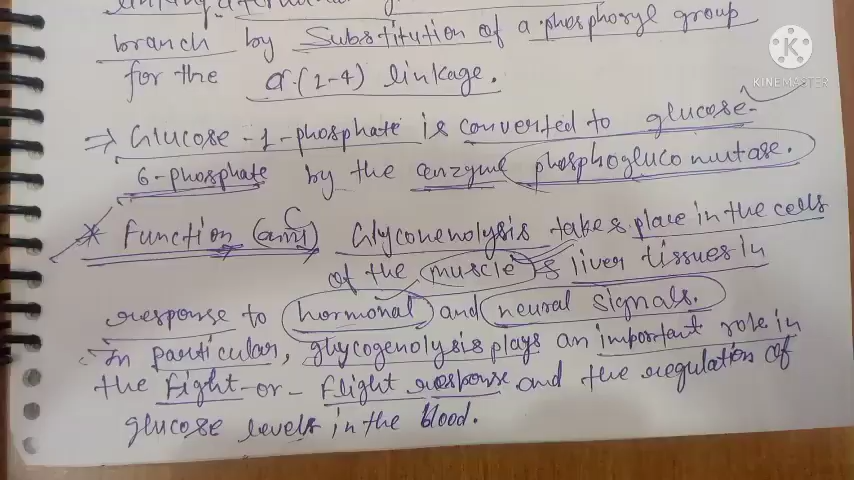 branch by Substitution of a phosphoryl group
for the α-(1-4) linkage.
KINEMASTER
⇒ Glucose-1-phosphate is converted to glucose-
6-phosphate by the enzyme phosphogluco mutase.
* Function Glyconenolysis takes place in the cells
of the muscle & liver tissues in
response to hormonal and neural signals.
In particular, glycogenolysis plays an important role in
the fight-or-flight response and the regulation of
glucose levels in the blood.